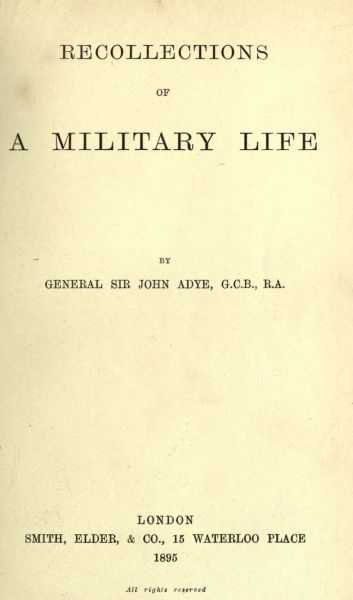 RECOLLECTIONS
OF
A MILITARY LIFE
BY
GENERAL SIR JOHN ADYE, G.C.B., R.A.
LONDON
SMITH, ELDER, & CO., 15 WATERLOO PLACE
1895
All rights reserved